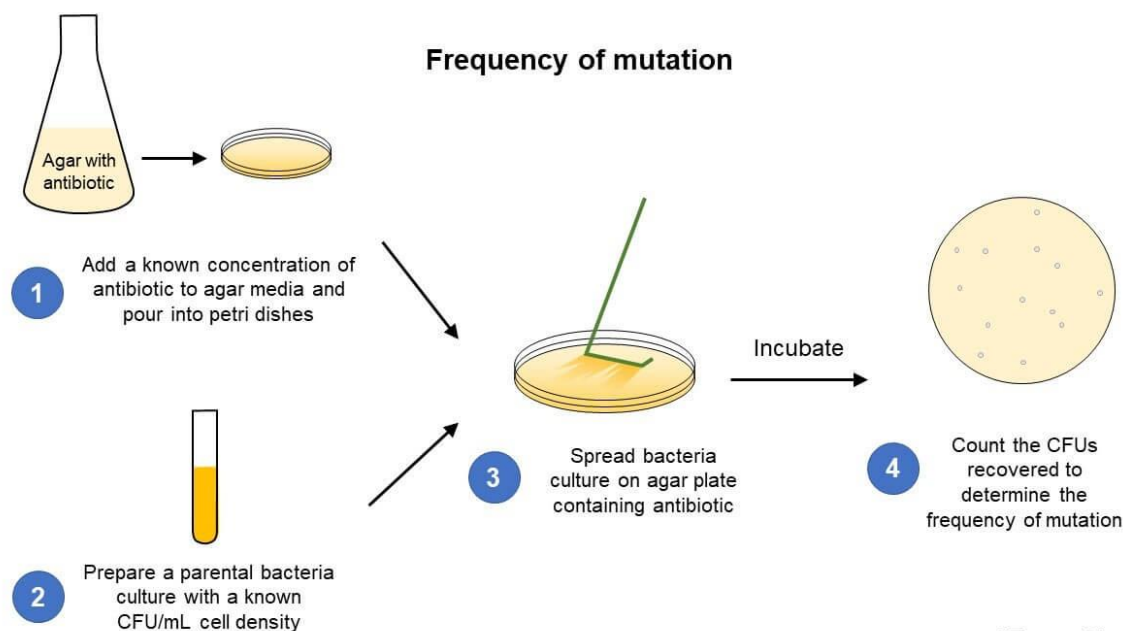 Frequency of mutation
Agar with
antibiotic
1
Add a known concentration of
antibiotic to agar media and
pour into petri dishes
2
Prepare a parental bacteria
culture with a known
CFU/mL cell density
3
Spread bacteria
culture on agar plate
containing antibiotic
Incubate
4
Count the CFUs
recovered to
determine the
frequency of mutation